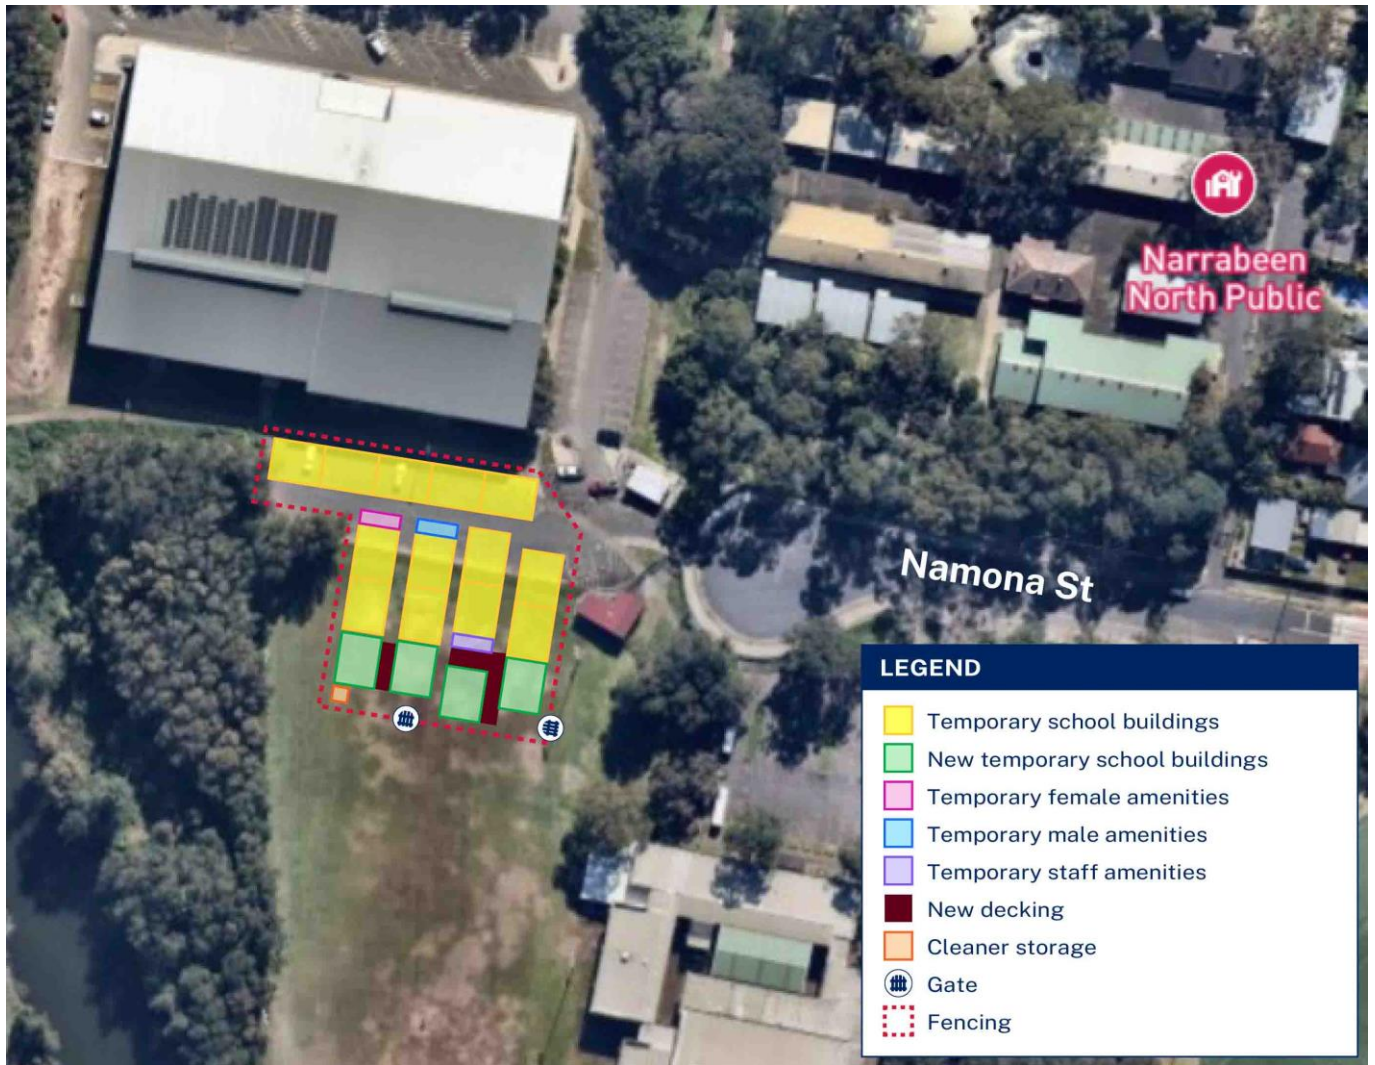 Narrabeen
North Public
Namona St
LEGEND
Temporary school buildings
New temporary school buildings
Temporary female amenities
Temporary male amenities
Temporary staff amenities
New decking
Cleaner storage
Gate
Fencing